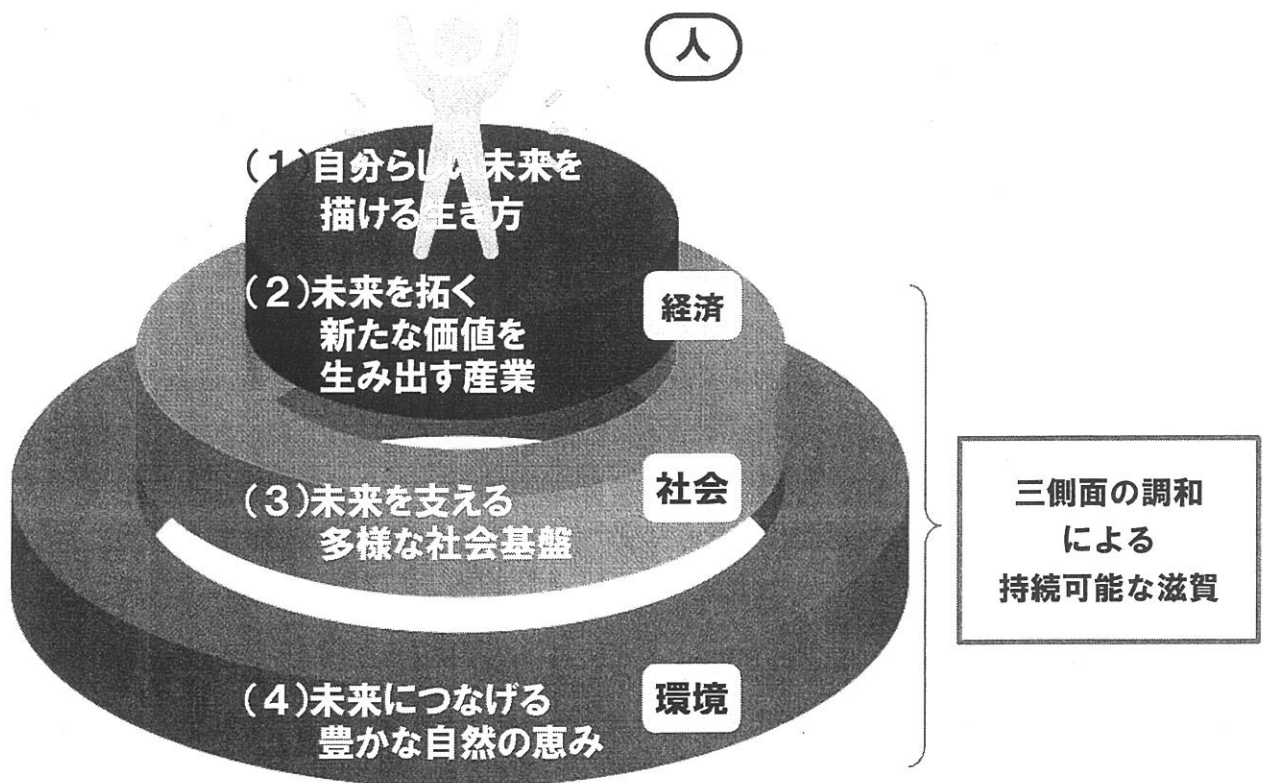 人
(1)自分らしい未来を
描ける生き方
(2)未来を拓く
新たな価値を
生み出す産業
経済
(3)未来を支える
多様な社会基盤
社会
三側面の調和
による
持続可能な滋賀
(4)未来につなげる
豊かな自然の恵み
環境